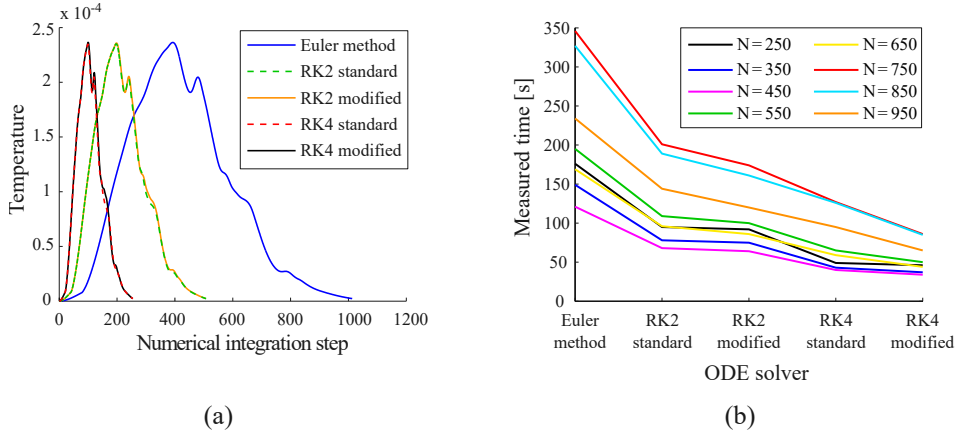 x 10⁻⁴
2.5
2
1.5
1
0.5
0
0
200
400
600
800
1000
1200
Temperature
Numerical integration step
Euler method
RK2 standard
RK2 modified
RK4 standard
RK4 modified
(a)
350
300
250
200
150
100
50
0
Measured time [s]
N=250
N=350
N=450
N=550
N=650
N=750
N=850
N=950
Euler
method
RK2
standard
RK2
modified
RK4
standard
RK4
modified
ODE solver
(b)